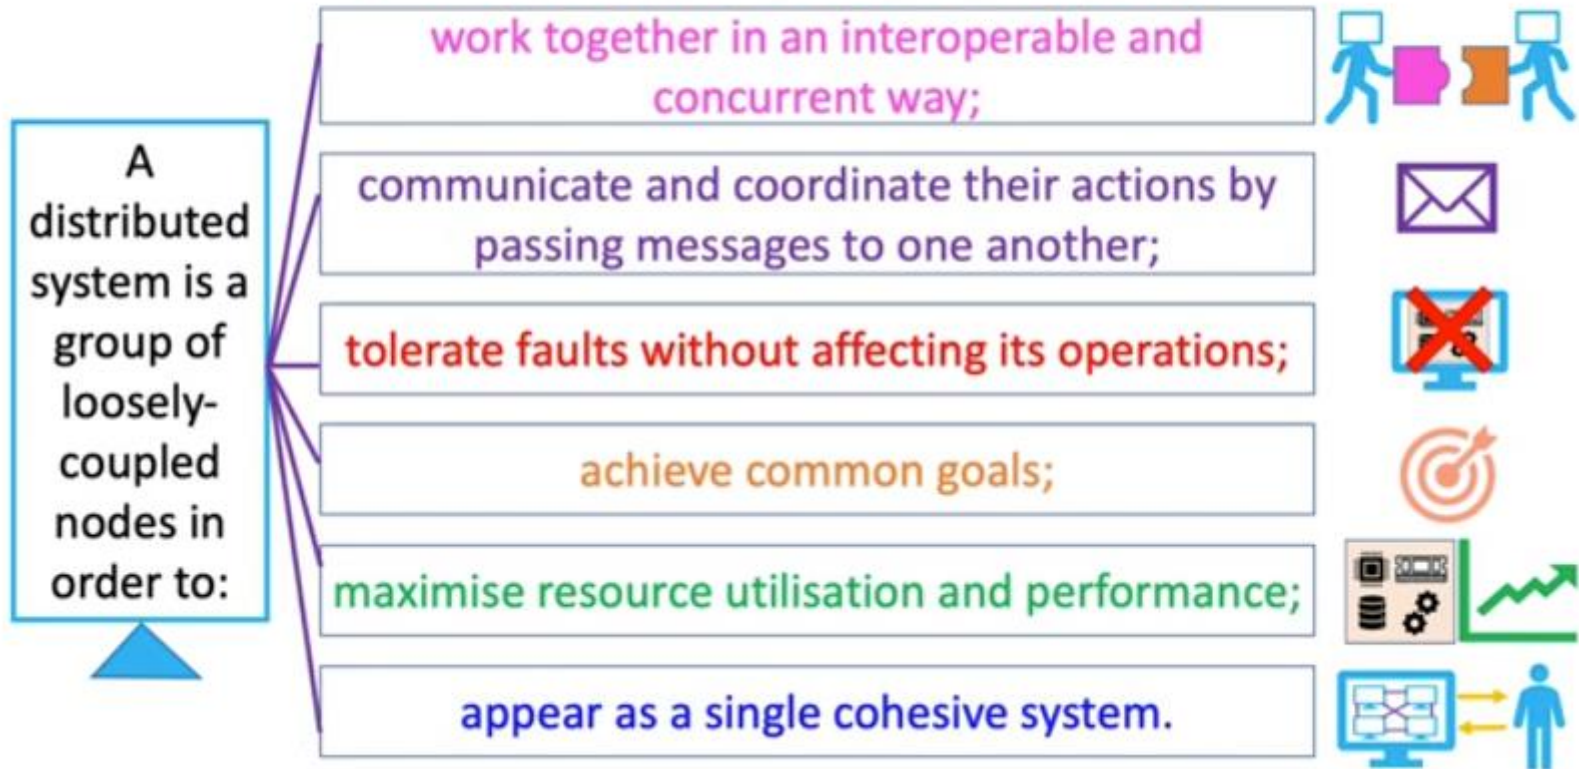 A
distributed
system is a
group of
loosely-
coupled
nodes in
order to:
work together in an interoperable and
concurrent way;
communicate and coordinate their actions by
passing messages to one another;
tolerate faults without affecting its operations;
achieve common goals;
maximise resource utilisation and performance;
appear as a single cohesive system.